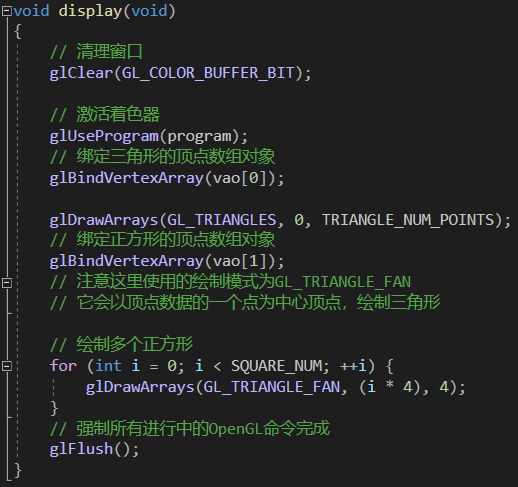 void display(void)
{
    // 清理窗口
    glClear(GL_COLOR_BUFFER_BIT);

    // 激活着色器
    glUseProgram(program);
    // 绑定三角形的顶点数组对象
    glBindVertexArray(vao[0]);

    glDrawArrays(GL_TRIANGLES, 0, TRIANGLE_NUM_POINTS);
    // 绑定正方形的顶点数组对象
    glBindVertexArray(vao[1]);
    // 注意这里使用的绘制模式为GL_TRIANGLE_FAN
    // 它会以顶点数据的一个点为中心顶点，绘制三角形

    // 绘制多个正方形
    for (int i = 0; i < SQUARE_NUM; ++i) {
        glDrawArrays(GL_TRIANGLE_FAN, (i * 4), 4);
    }
    // 强制所有进行中的OpenGL命令完成
    glFlush();
}